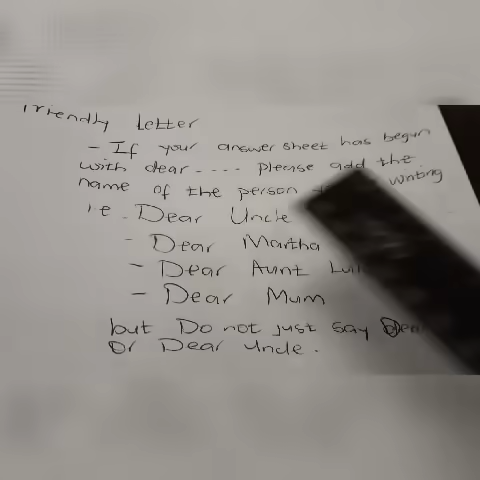 Friendly Letter
- If your answer sheet has begun
with dear .... please add the
name of the person writing
i.e. Dear Uncle
- Dear Martha
- Dear Aunt
- Dear Mum
but Do not just say
Or Dear uncle.